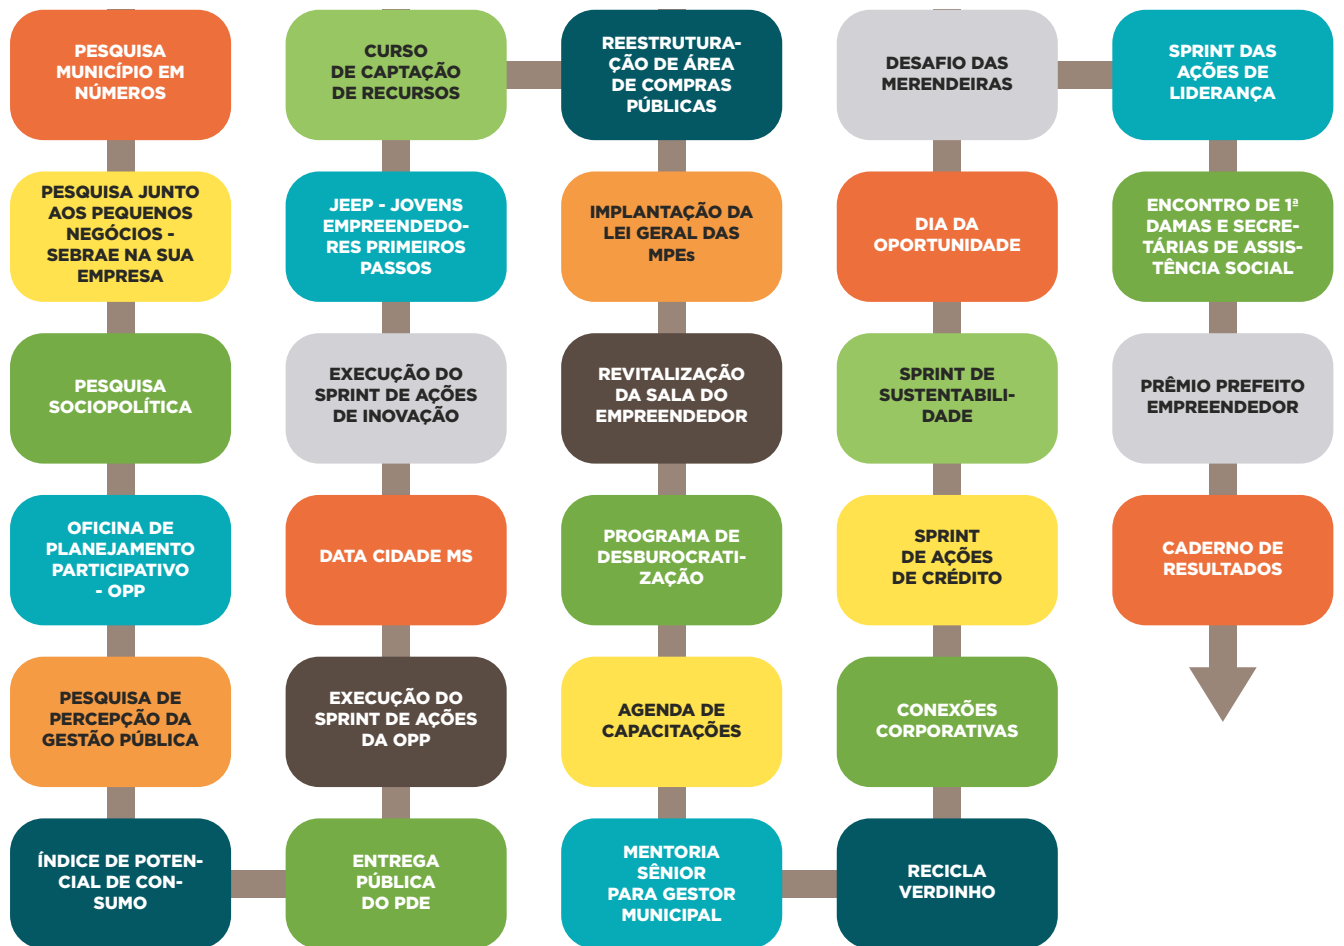 PESQUISA
MUNICÍPIO EM
NÚMEROS
PESQUISA JUNTO
AOS PEQUENOS
NEGÓCIOS -
SEBRAE NA SUA
EMPRESA
PESQUISA
SOCIOPOLÍTICA
OFICINA DE
PLANEJAMENTO
PARTICIPATIVO
- OPP
PESQUISA DE
PERCEPÇÃO DA
GESTÃO PÚBLICA
ÍNDICE DE POTEN-
CIAL DE CON-
SUMO
CURSO
DE CAPTAÇÃO
DE RECURSOS
JEEP - JOVENS
EMPREENDEDO-
RES PRIMEIROS
PASSOS
EXECUÇÃO DO
SPRINT DE AÇÕES
DE INOVAÇÃO
DATA CIDADE MS
EXECUÇÃO DO
SPRINT DE AÇÕES
DA OPP
ENTREGA
PÚBLICA
DO PDE
REESTRUTURA-
ÇÃO DE ÁREA
DE COMPRAS
PÚBLICAS
IMPLANTAÇÃO DA
LEI GERAL DAS
MPEs
REVITALIZAÇÃO
DA SALA DO
EMPREENDEDOR
PROGRAMA DE
DESBUROCRATI-
ZAÇÃO
AGENDA DE
CAPACITAÇÕES
MENTORIA
SÊNIOR
PARA GESTOR
MUNICIPAL
DESAFIO DAS
MERENDEIRAS
DIA DA
OPORTUNIDADE
SPRINT DE
SUSTENTABILI-
DADE
SPRINT
DE AÇÕES
DE CRÉDITO
CONEXÕES
CORPORATIVAS
RECICLA
VERDINHO
SPRINT DAS
AÇÕES DE
LIDERANÇA
ENCONTRO DE 1ª
DAMAS E SECRE-
TÁRIAS DE ASSIS-
TÊNCIA SOCIAL
PRÊMIO PREFEITO
EMPREENDEDOR
CADERNO DE
RESULTADOS